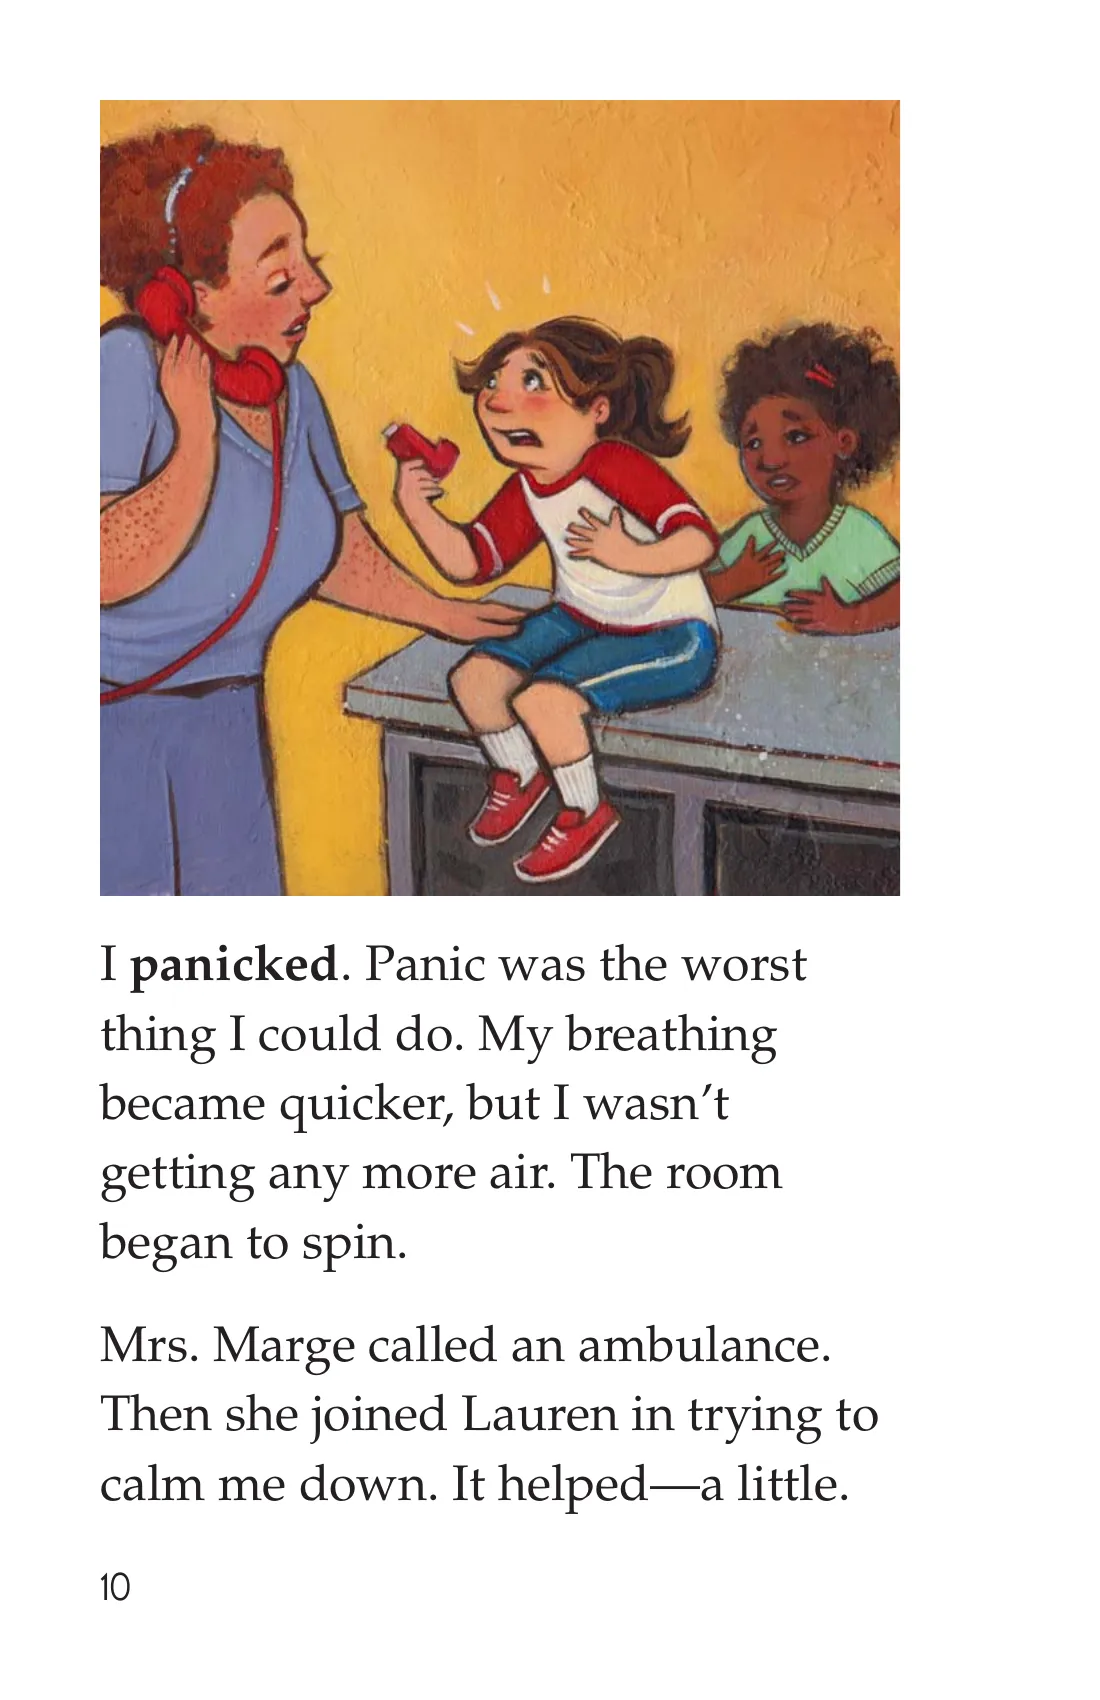 I panicked. Panic was the worst
thing I could do. My breathing
became quicker, but I wasn’t
getting any more air. The room
began to spin.
Mrs. Marge called an ambulance.
Then she joined Lauren in trying to
calm me down. It helped—a little.
10